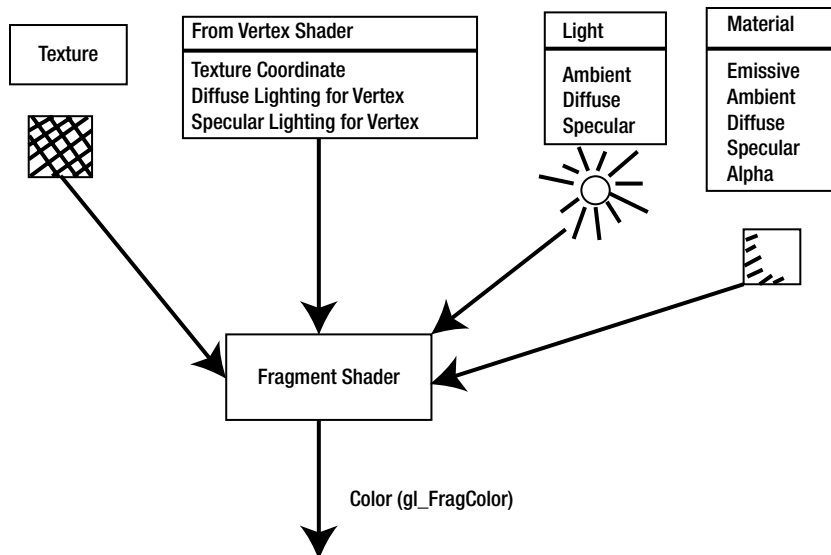 Texture
From Vertex Shader
Texture Coordinate
Diffuse Lighting for Vertex
Specular Lighting for Vertex
Light
Ambient
Diffuse
Specular
Material
Emissive
Ambient
Diffuse
Specular
Alpha
Fragment Shader
Color (gl_FragColor)